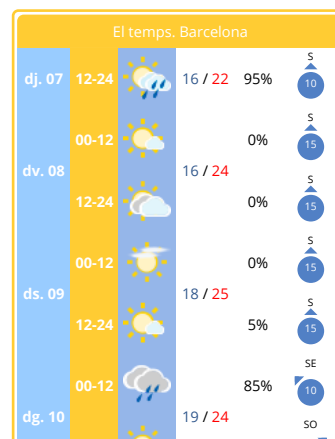 El temps. Barcelona
dj. 07 12-24 16 / 22 95% S 10
00-12 0% S 15
dv. 08 16 / 24
12-24 0% S 15
00-12 0% S 15
ds. 09 18 / 25
12-24 5% S 15
00-12 85% SE 10
dg. 10 19 / 24
SO